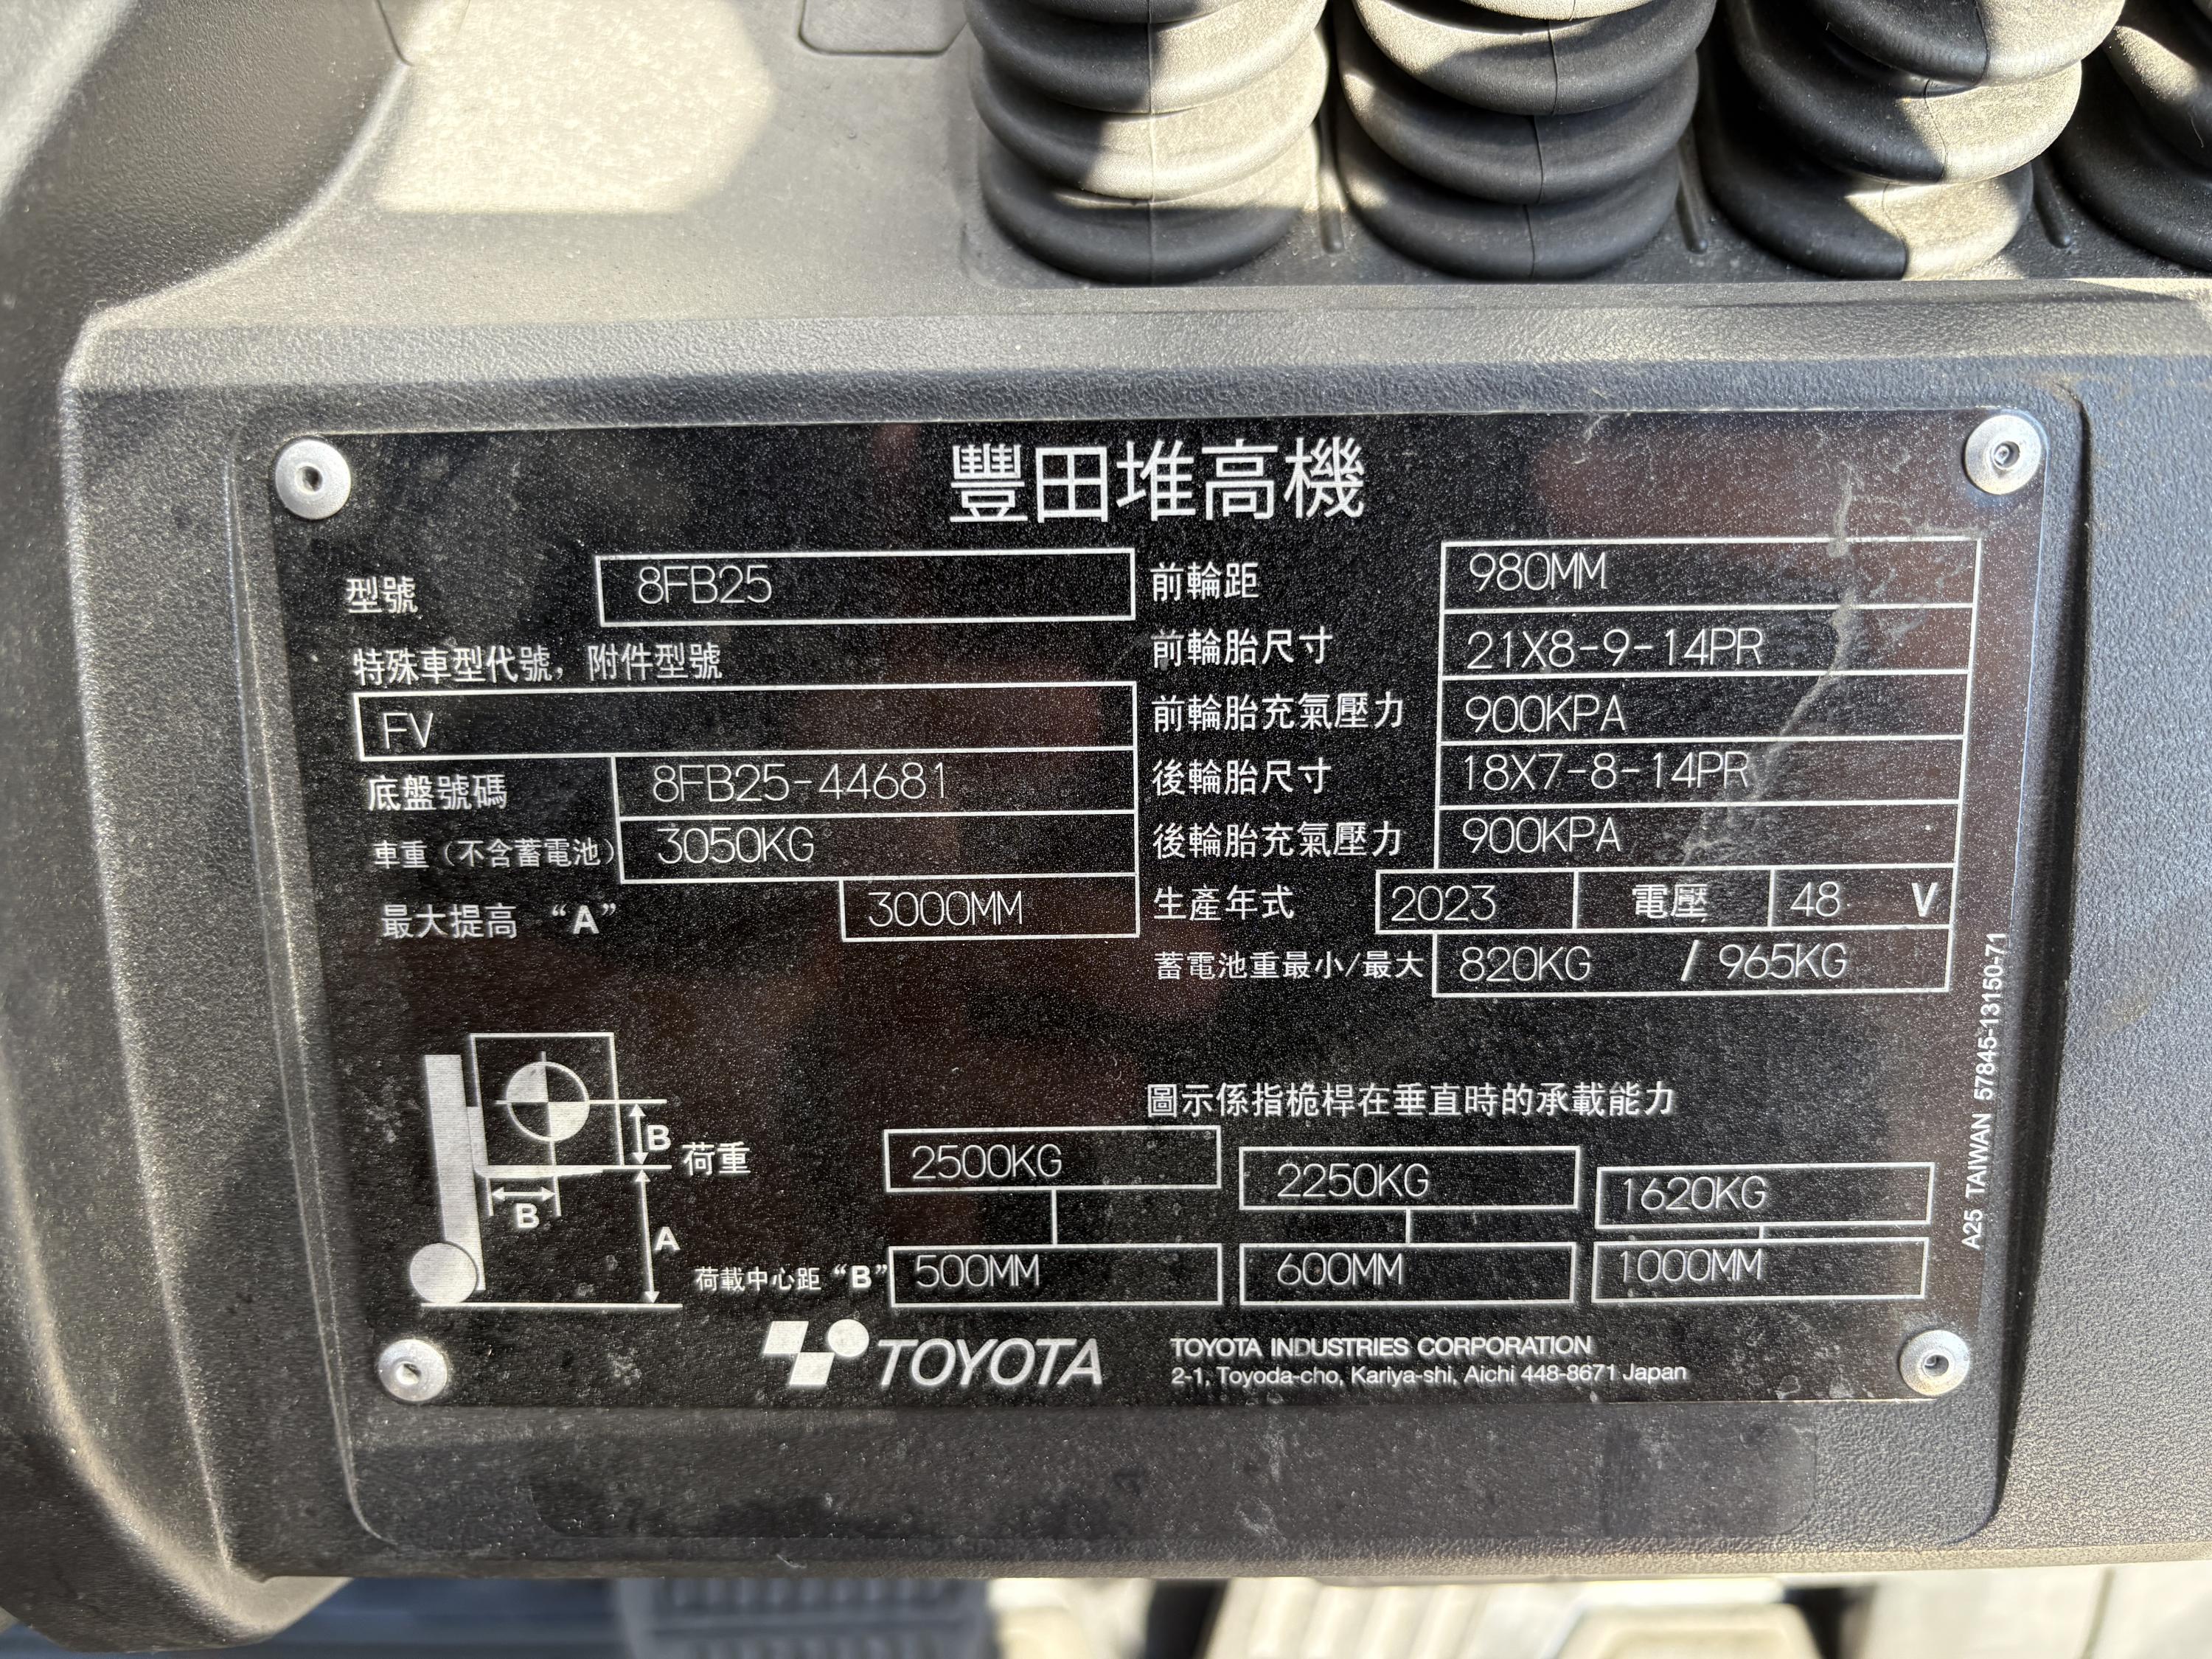 豐田堆高機
型號 8FB25
特殊車型代號，附件型號
FV
底盤號碼 8FB25-44681
車重（不含蓄電池） 3050KG
最大提高 “A” 3000MM
前輪距 980MM
前輪胎尺寸 21X8-9-14PR
前輪胎充氣壓力 900KPA
後輪胎尺寸 18X7-8-14PR
後輪胎充氣壓力 900KPA
生產年式 2023 電壓 48 V
蓄電池重最小/最大 820KG / 965KG
圖示係指桅桿在垂直時的承載能力
B
B
A
荷重 2500KG 2250KG 1620KG
荷載中心距 “B” 500MM 600MM 1000MM
TOYOTA
TOYOTA INDUSTRIES CORPORATION
2-1, Toyoda-cho, Kariya-shi, Aichi 448-8671 Japan
A25 TAIWAN 57845-13150-71